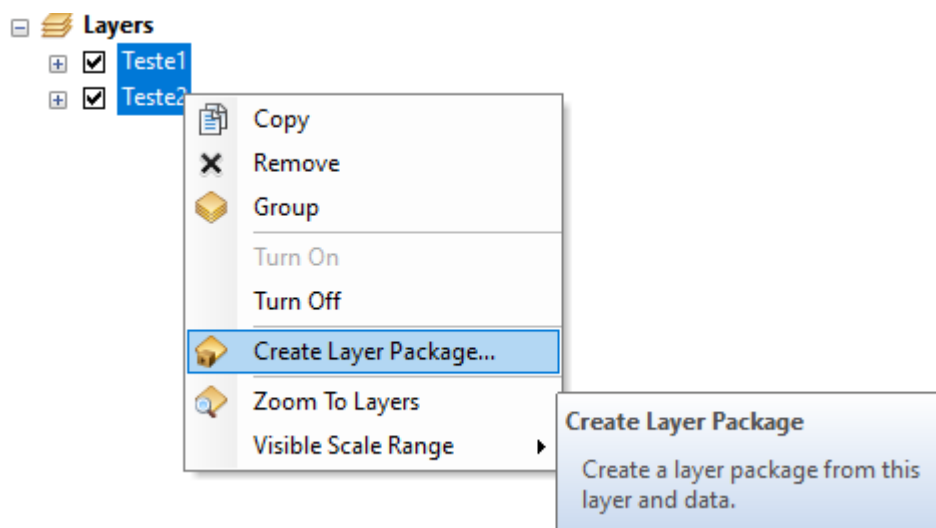 Layers
Teste1
Teste2
Copy
Remove
Group
Turn On
Turn Off
Create Layer Package...
Zoom To Layers
Visible Scale Range
Create Layer Package
Create a layer package from this
layer and data.